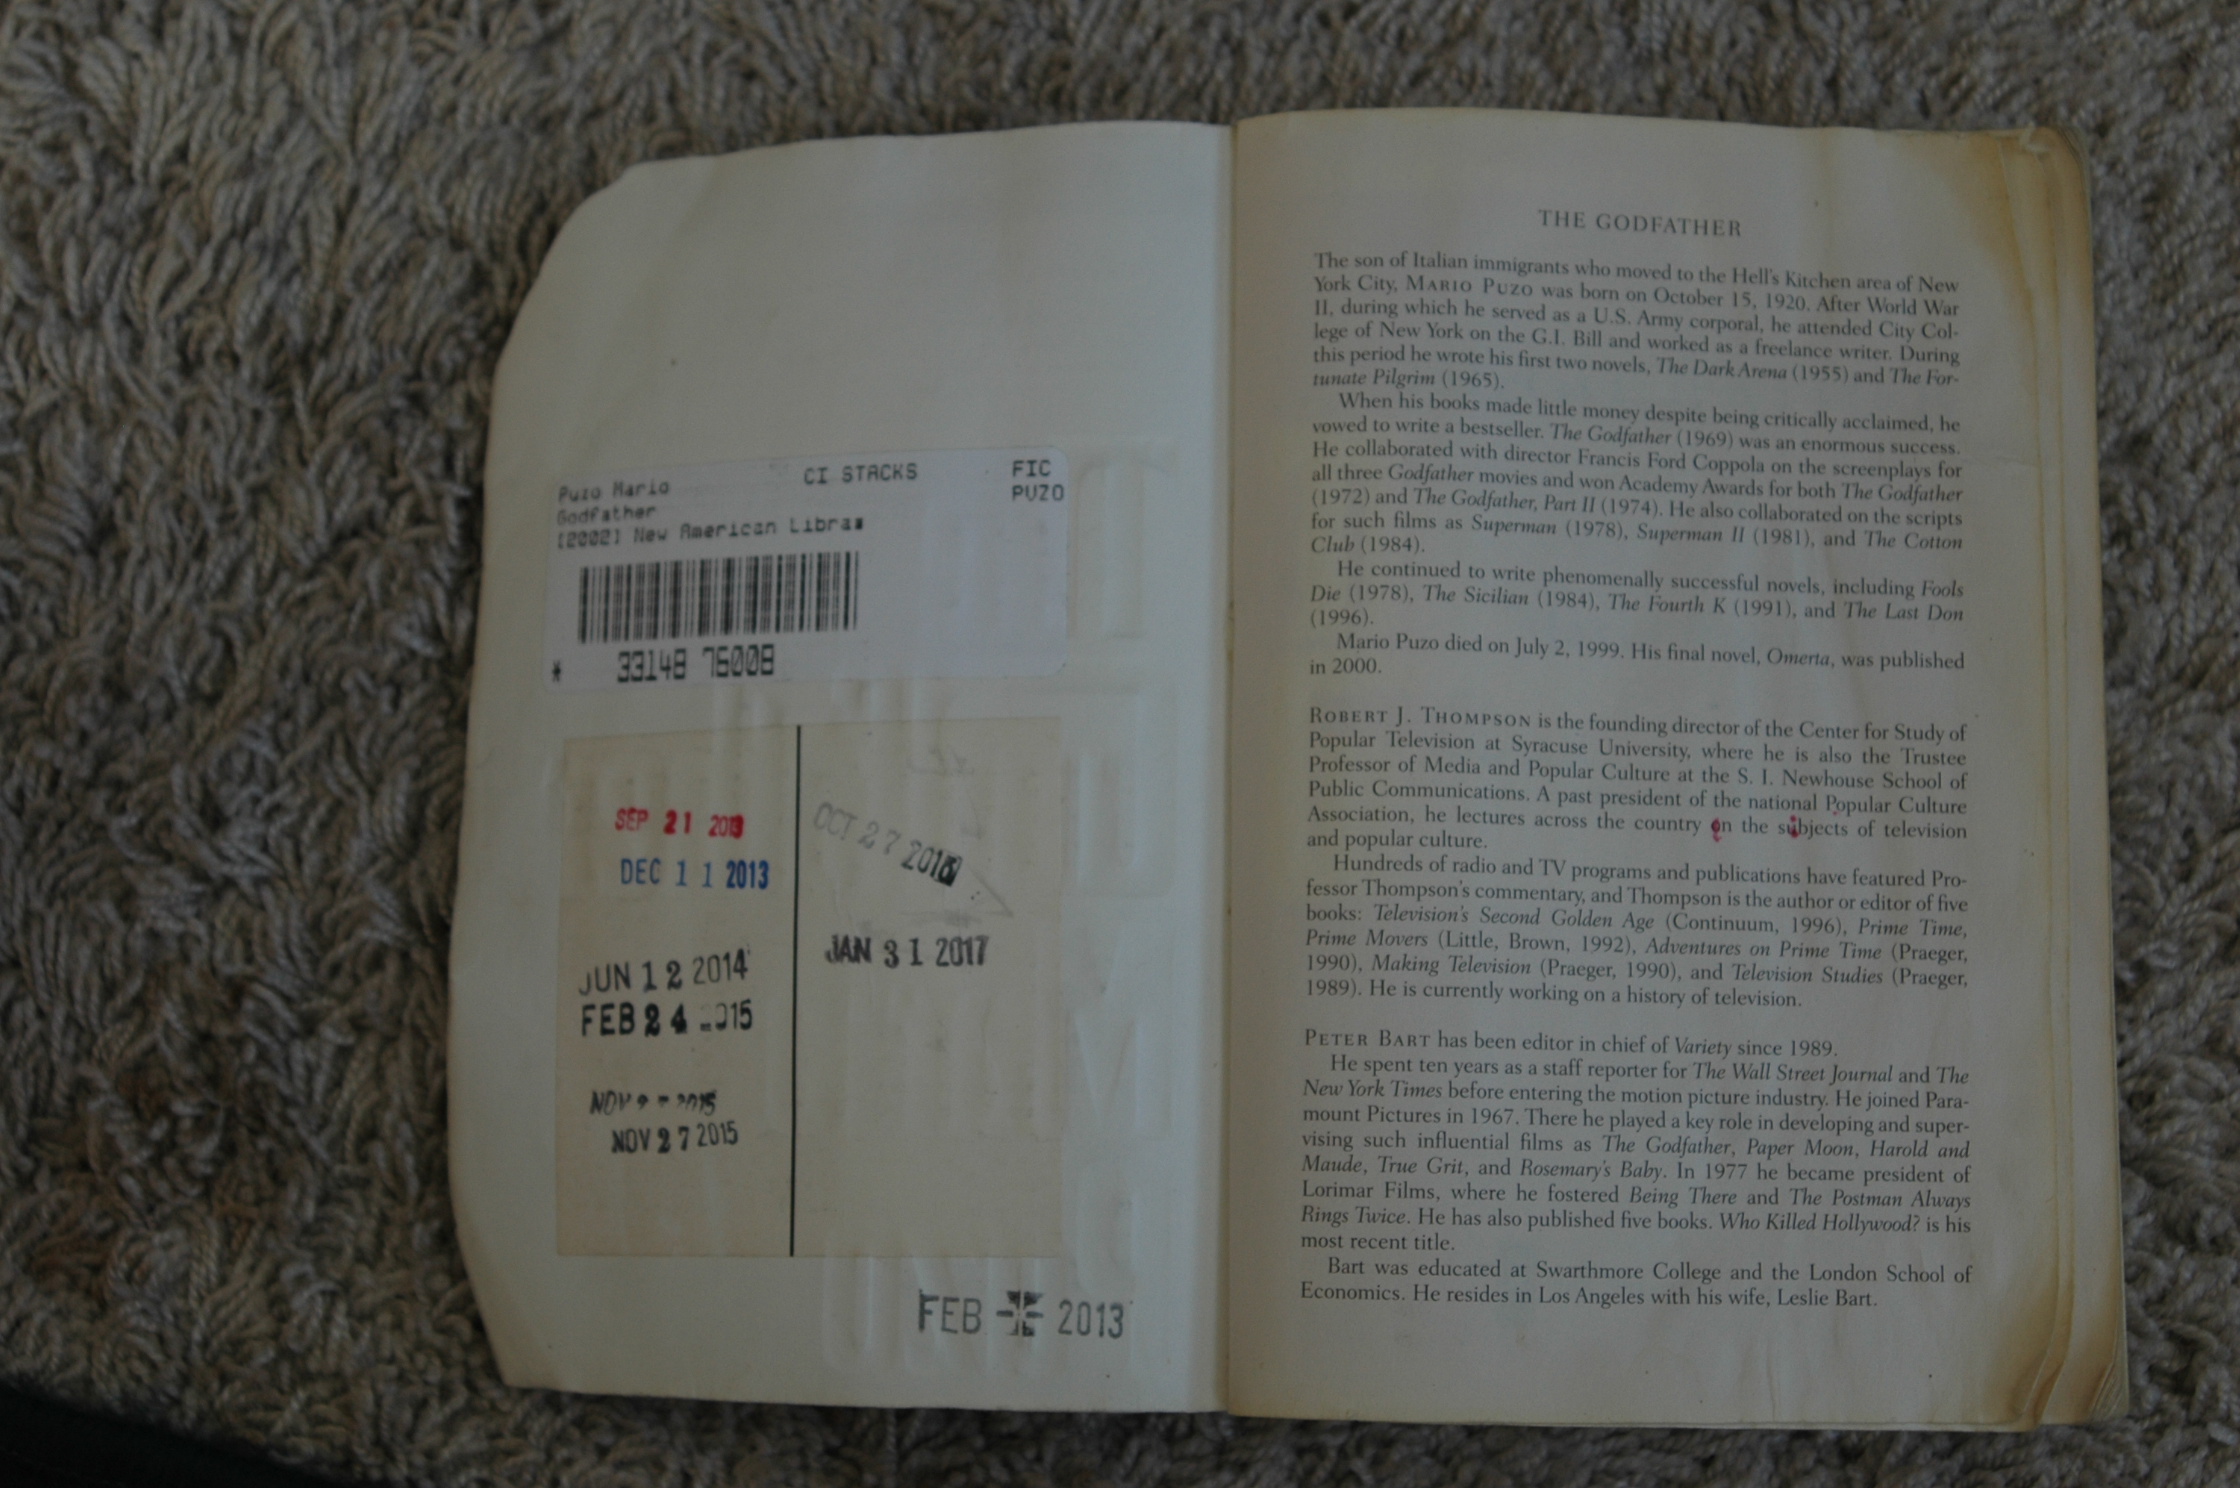 Puzo Mario CI STACKS FIC
Godfather PUZO
[2002] New American Libra
* 33148 76008
SEP 21 2013
DEC 11 2013
JUN 12 2014
FEB 24 2015
NOV 2015
NOV 27 2015
OCT 27 2016
JAN 31 2017
FEB 2013
THE GODFATHER
The son of Italian immigrants who moved to the Hell's Kitchen area of New
York City, MARIO PUZO was born on October 15, 1920. After World War
II, during which he served as a U.S. Army corporal, he attended City Col-
lege of New York on the G.I. Bill and worked as a freelance writer. During
this period he wrote his first two novels, The Dark Arena (1955) and The For-
tunate Pilgrim (1965).
When his books made little money despite being critically acclaimed, he
vowed to write a bestseller. The Godfather (1969) was an enormous success.
He collaborated with director Francis Ford Coppola on the screenplays for
all three Godfather movies and won Academy Awards for both The Godfather
(1972) and The Godfather, Part II (1974). He also collaborated on the scripts
for such films as Superman (1978), Superman II (1981), and The Cotton
Club (1984).
He continued to write phenomenally successful novels, including Fools
Die (1978), The Sicilian (1984), The Fourth K (1991), and The Last Don
(1996).
Mario Puzo died on July 2, 1999. His final novel, Omerta, was published
in 2000.
ROBERT J. THOMPSON is the founding director of the Center for Study of
Popular Television at Syracuse University, where he is also the Trustee
Professor of Media and Popular Culture at the S. I. Newhouse School of
Public Communications. A past president of the national Popular Culture
Association, he lectures across the country on the subjects of television
and popular culture.
Hundreds of radio and TV programs and publications have featured Pro-
fessor Thompson's commentary, and Thompson is the author or editor of five
books: Television's Second Golden Age (Continuum, 1996), Prime Time,
Prime Movers (Little, Brown, 1992), Adventures on Prime Time (Praeger,
1990), Making Television (Praeger, 1990), and Television Studies (Praeger,
1989). He is currently working on a history of television.
PETER BART has been editor in chief of Variety since 1989.
He spent ten years as a staff reporter for The Wall Street Journal and The
New York Times before entering the motion picture industry. He joined Para-
mount Pictures in 1967. There he played a key role in developing and super-
vising such influential films as The Godfather, Paper Moon, Harold and
Maude, True Grit, and Rosemary's Baby. In 1977 he became president of
Lorimar Films, where he fostered Being There and The Postman Always
Rings Twice. He has also published five books. Who Killed Hollywood? is his
most recent title.
Bart was educated at Swarthmore College and the London School of
Economics. He resides in Los Angeles with his wife, Leslie Bart.